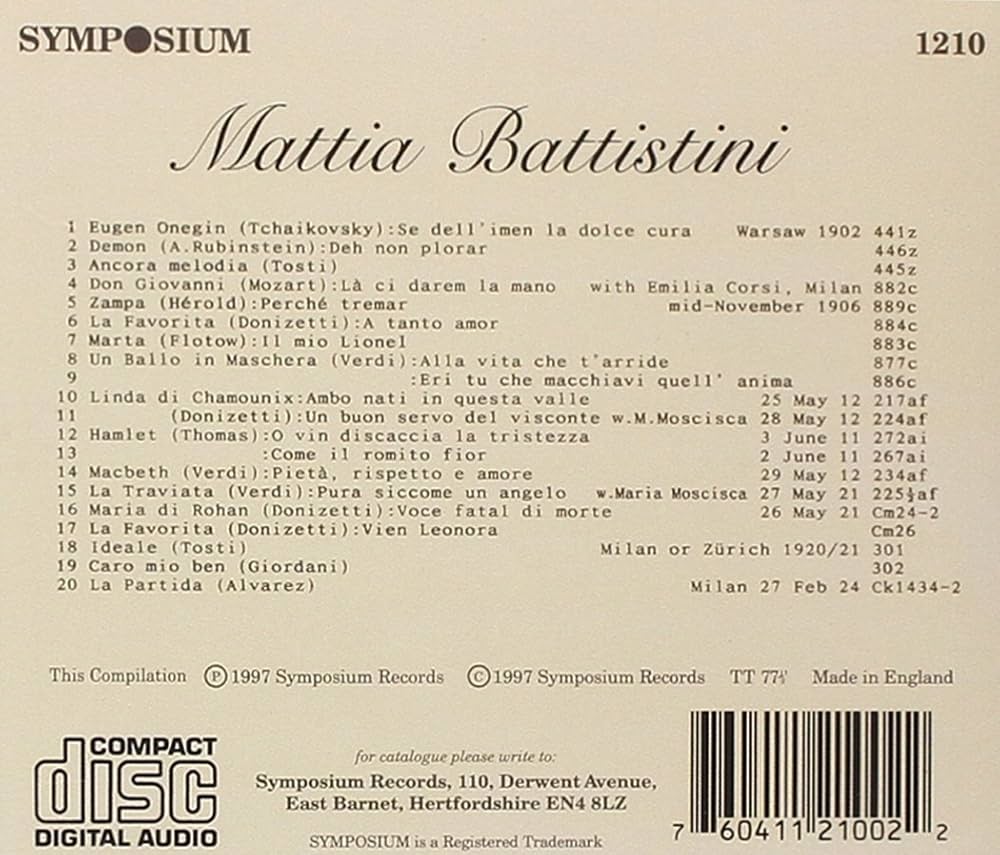 SYMPOSIUM 1210
Mattia Battistini
1 Eugen Onegin (Tchaikovsky):Se dell'imen la dolce cura Warsaw 1902 441z
2 Demon (A.Rubinstein):Deh non plorar 446z
3 Ancora melodia (Tosti) 445z
4 Don Giovanni (Mozart):Là ci darem la mano with Emilia Corsi, Milan 882c
5 Zampa (Hérold):Perché tremar mid-November 1906 889c
6 La Favorita (Donizetti):A tanto amor 884c
7 Marta (Flotow):Il mio Lionel 883c
8 Un Ballo in Maschera (Verdi):Alla vita che t'arride 877c
9 :Eri tu che macchiavi quell' anima 886c
10 Linda di Chamounix:Ambo nati in questa valle 25 May 12 217af
11 (Donizetti):Un buon servo del visconte w.M.Moscisca 28 May 12 224af
12 Hamlet (Thomas):O vin discaccia la tristezza 3 June 11 272ai
13 :Come il romito fior 2 June 11 267ai
14 Macbeth (Verdi):Pietà, rispetto e amore 29 May 12 234af
15 La Traviata (Verdi):Pura siccome un angelo w.Maria Moscisca 27 May 21 225½af
16 Maria di Rohan (Donizetti):Voce fatal di morte 26 May 21 Cm24-2
17 La Favorita (Donizetti):Vien Leonora Cm26
18 Ideale (Tosti) Milan or Zürich 1920/21 301
19 Caro mio ben (Giordani) 302
20 La Partida (Alvarez) Milan 27 Feb 24 Ck1434-2
This Compilation Ⓟ 1997 Symposium Records © 1997 Symposium Records TT Made in England
COMPACT
disc
DIGITAL AUDIO
for catalogue please write to:
Symposium Records, 110, Derwent Avenue,
East Barnet, Hertfordshire EN4 8LZ
SYMPOSIUM is a Registered Trademark
7 60411 21002 2